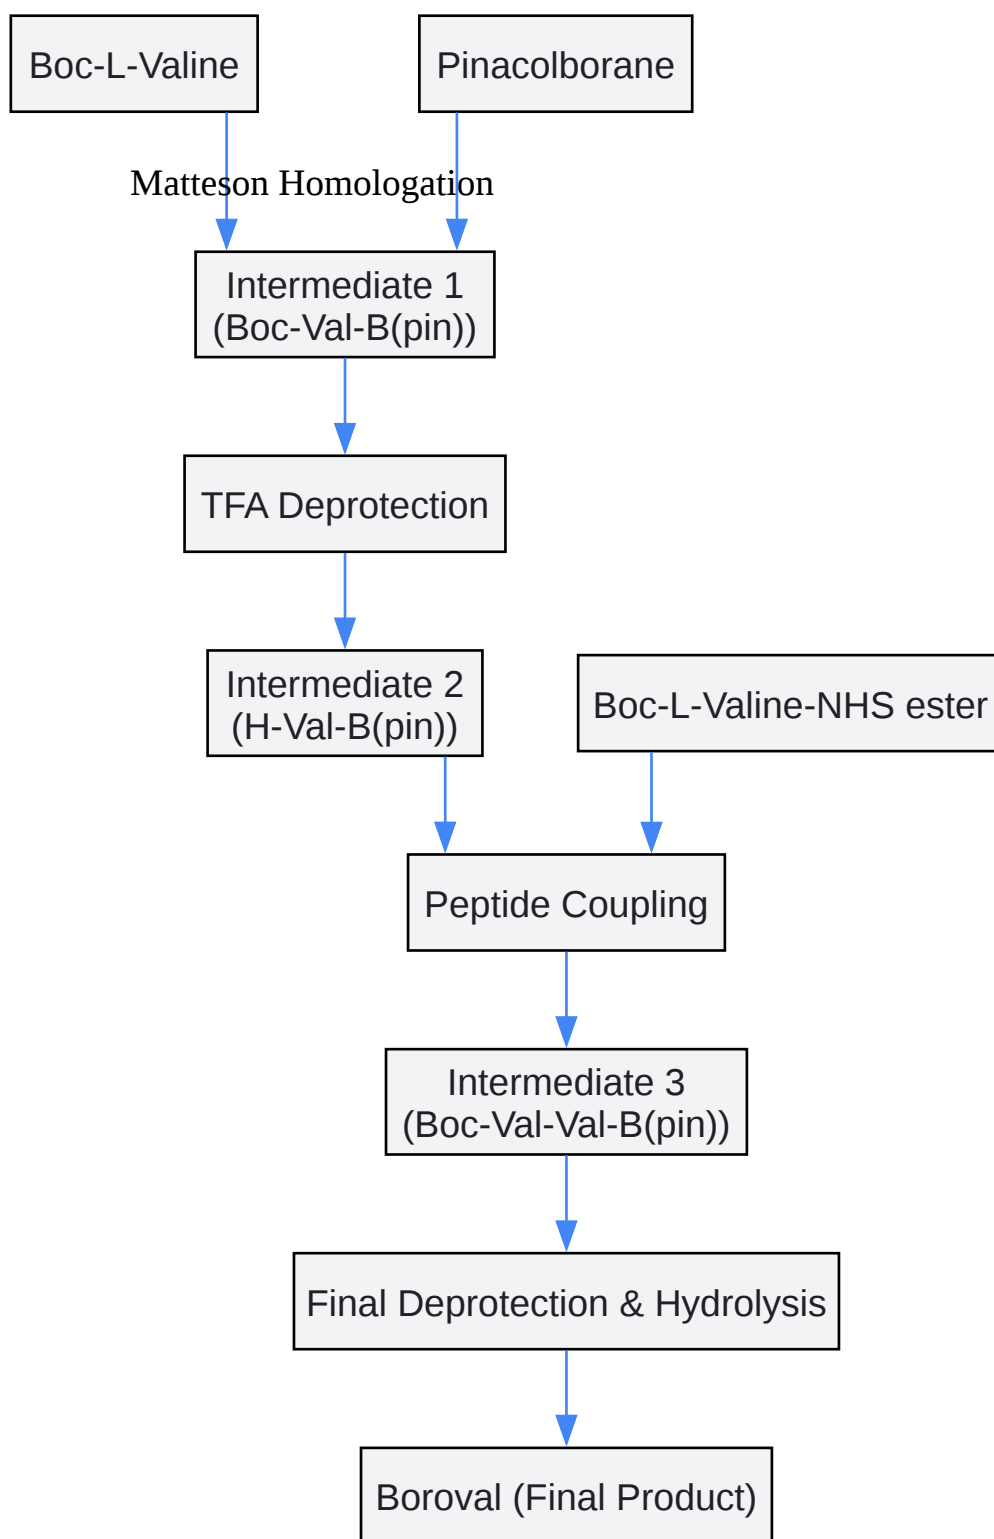 Boc-L-Valine
Pinacolborane
Matteson Homologation
Intermediate 1
(Boc-Val-B(pin))
TFA Deprotection
Intermediate 2
(H-Val-B(pin))
Boc-L-Valine-NHS ester
Peptide Coupling
Intermediate 3
(Boc-Val-Val-B(pin))
Final Deprotection & Hydrolysis
Boroval (Final Product)